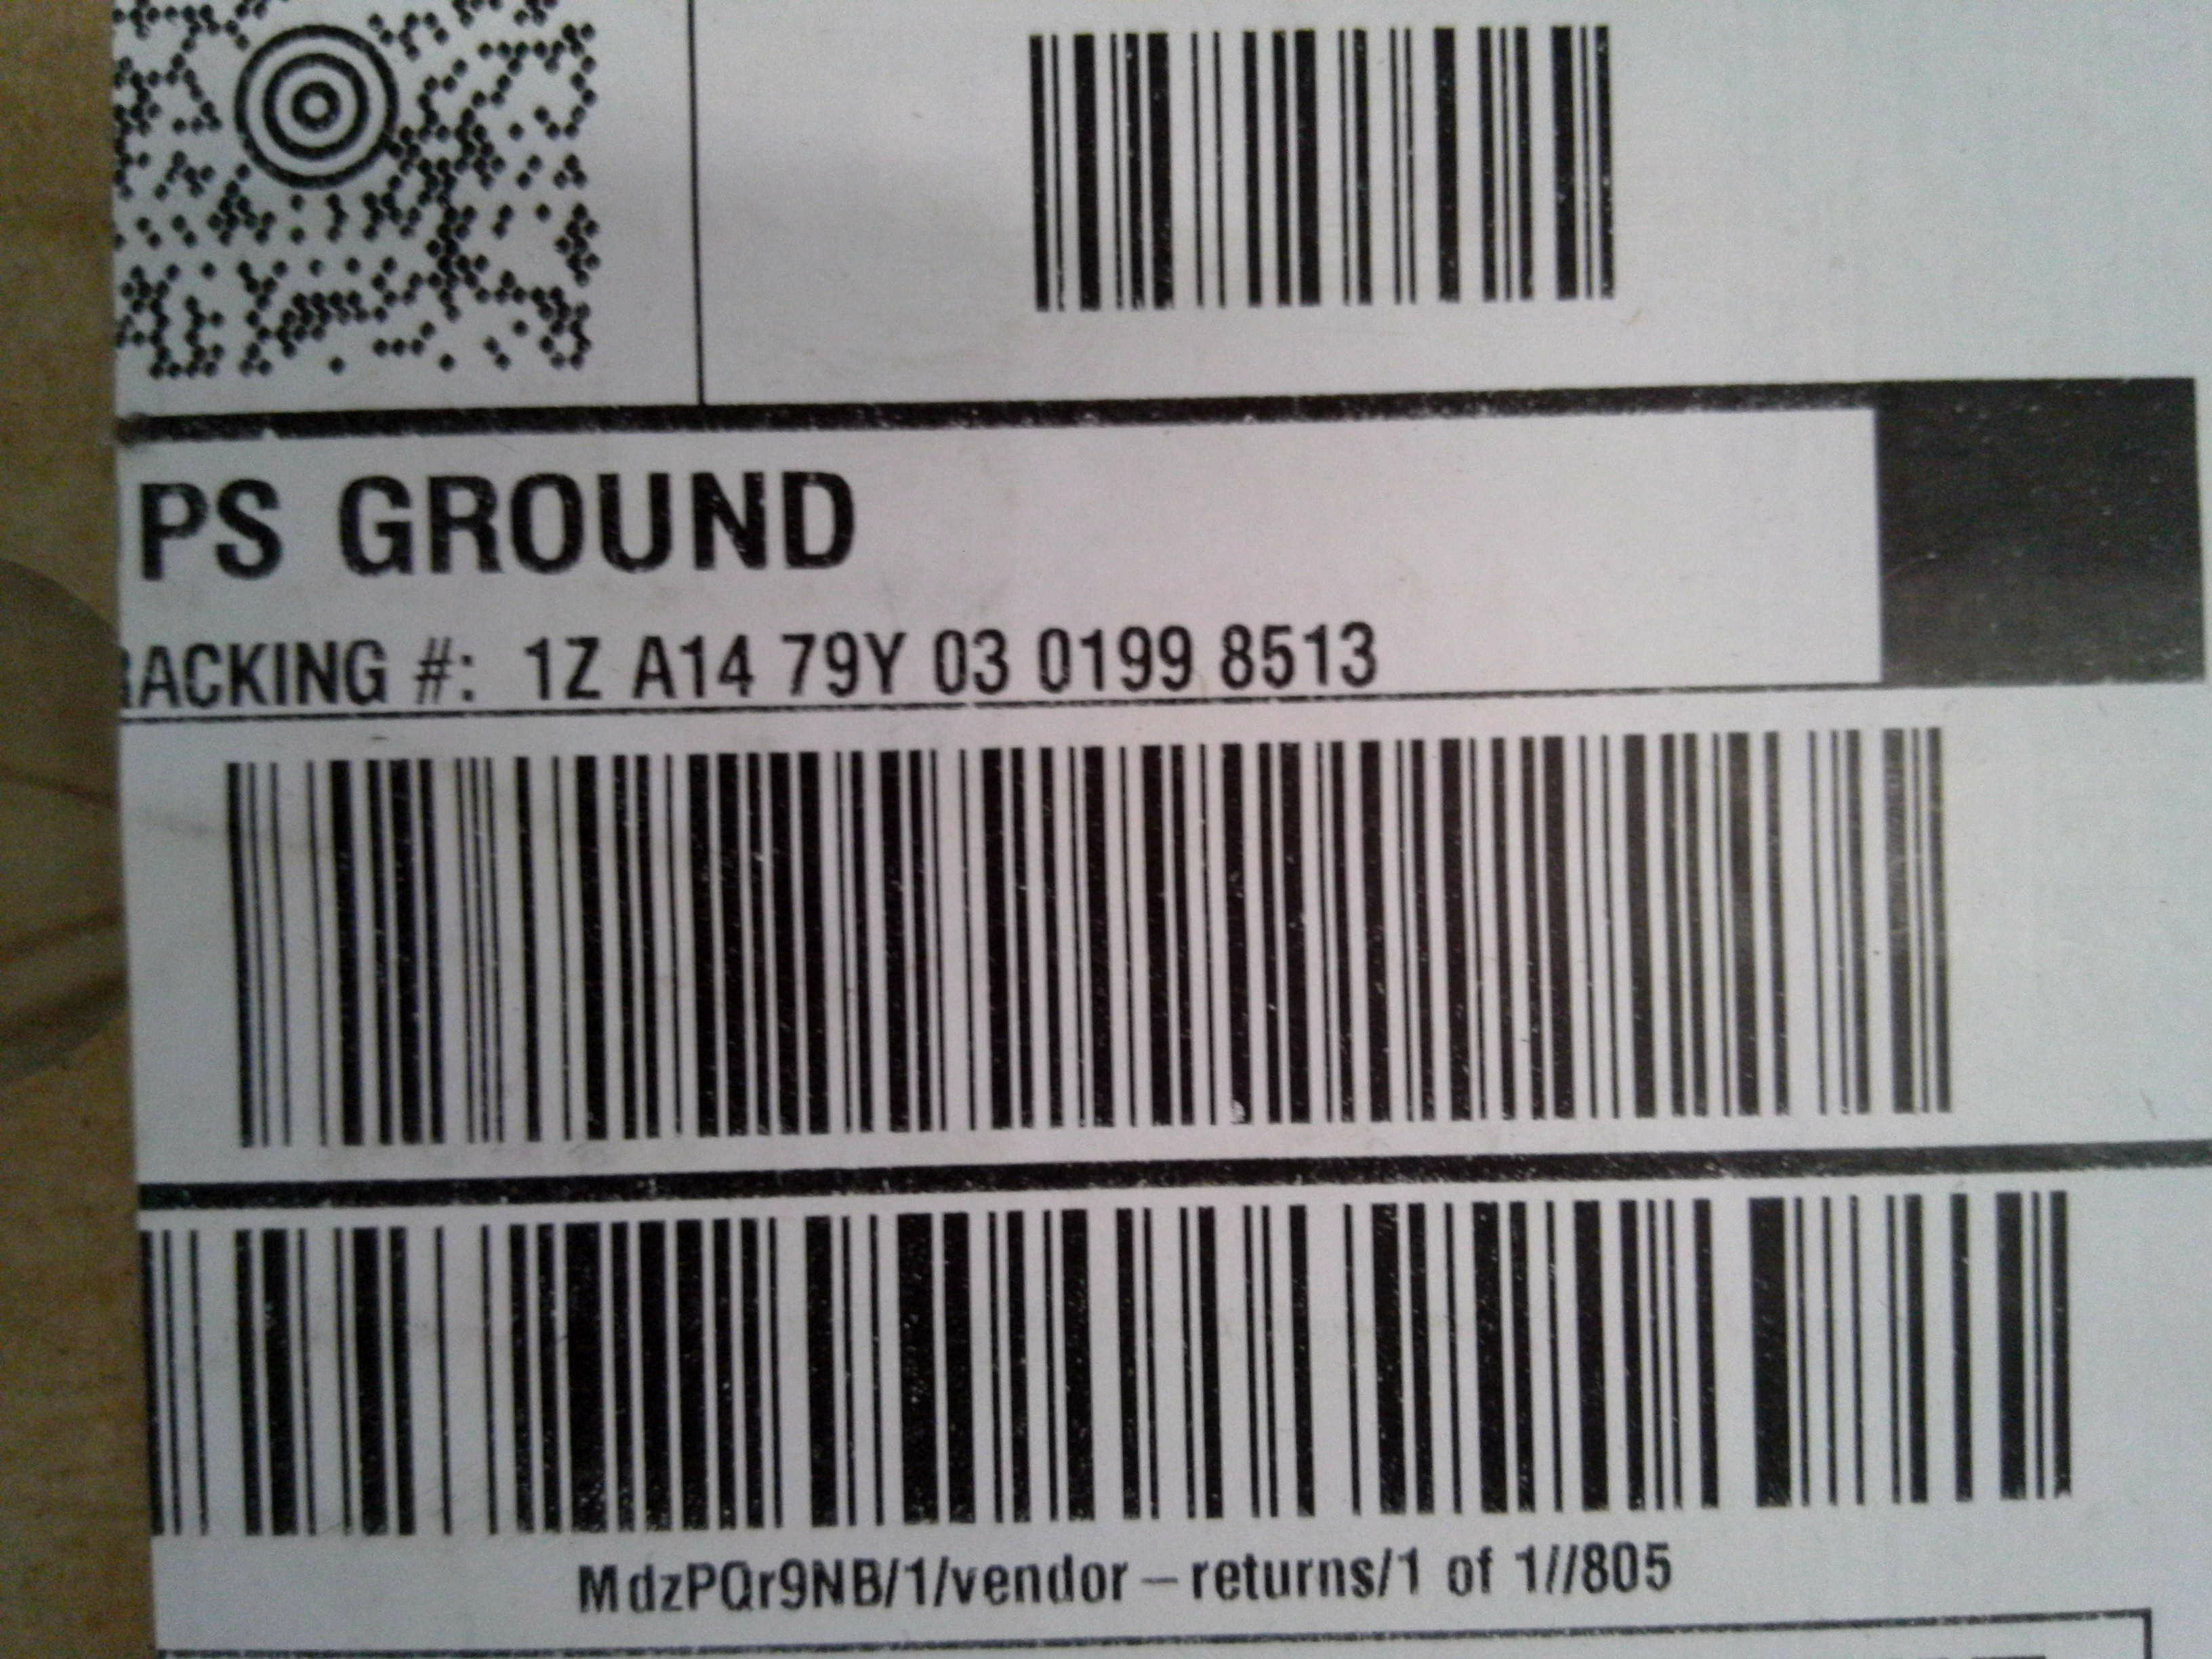 PS GROUND
RACKING #: 1Z A14 79Y 03 0199 8513
MdzPQr9NB/1/vendor – returns/1 of 1//805